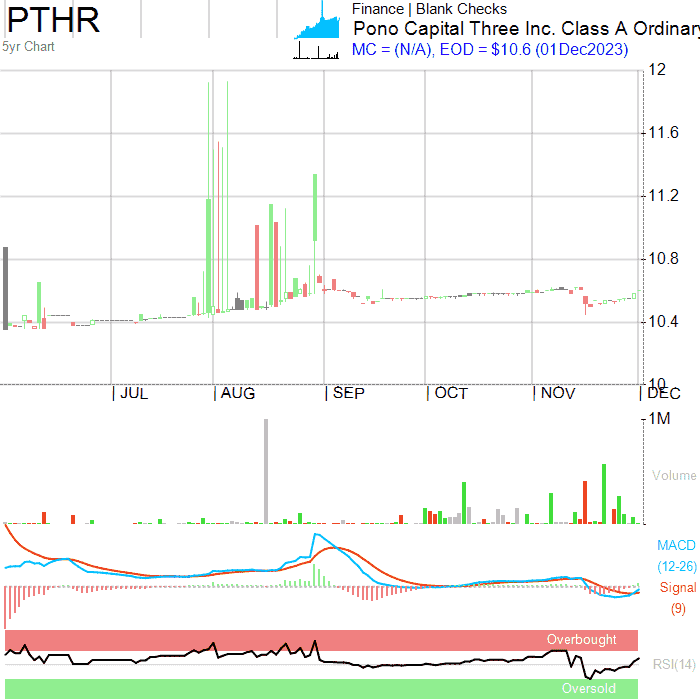 PTHR
5yr Chart
Finance | Blank Checks
Pono Capital Three Inc. Class A Ordinary
MC = (N/A), EOD = $10.6 (01Dec2023)
12
11.6
11.2
10.8
10.4
10
JUL AUG SEP OCT NOV DEC
1M
Volume
MACD
(12-26)
Signal
(9)
Overbought
RSI(14)
Oversold